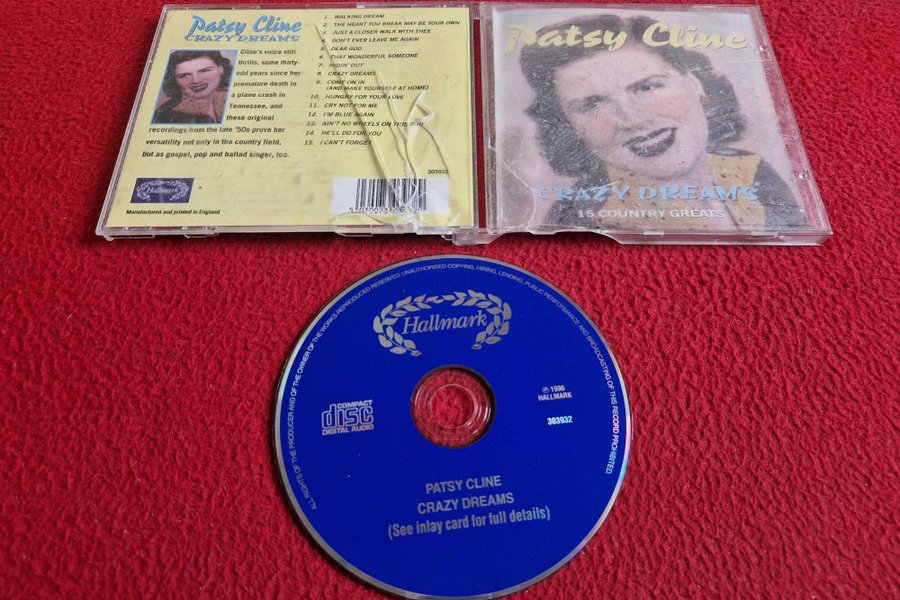 Patsy Cline
CRAZY DREAMS
Cline's voice still
thrills, some thirty-
odd years since her
premature death in
a plane crash in
Tennessee, and
these original
recordings from the late '50s prove her
versatility not only in the country field,
but as gospel, pop and ballad singer, too.
1. WALKING DREAM
2. THE HEART YOU BREAK MAY BE YOUR OWN
3. JUST A CLOSER WALK WITH THEE
4. DON'T EVER LEAVE ME AGAIN
5. DEAR GOD
6. THAT WONDERFUL SOMEONE
7. HIDIN' OUT
8. CRAZY DREAMS
9. COME ON IN
(AND MAKE YOURSELF AT HOME)
10. HUNGRY FOR YOUR LOVE
11. CRY NOT FOR ME
12. I'M BLUE AGAIN
13. AIN'T NO WHEELS ON THIS
14. HE'LL DO FOR YOU
15. I CAN'T FORGET
303932
Hallmark
Manufactured and printed in England
Patsy Cline
CRAZY DREAMS
15 COUNTRY GREATS
ALL RIGHTS OF THE PRODUCER AND OF THE OWNER OF THE WORKS REPRODUCED RESERVED. UNAUTHORISED COPYING, HIRING, LENDING, PUBLIC PERFORMANCE AND BROADCASTING OF THIS RECORD PROHIBITED
Hallmark
COMPACT
disc
DIGITAL AUDIO
℗ 1996
HALLMARK
303932
PATSY CLINE
CRAZY DREAMS
(See inlay card for full details)